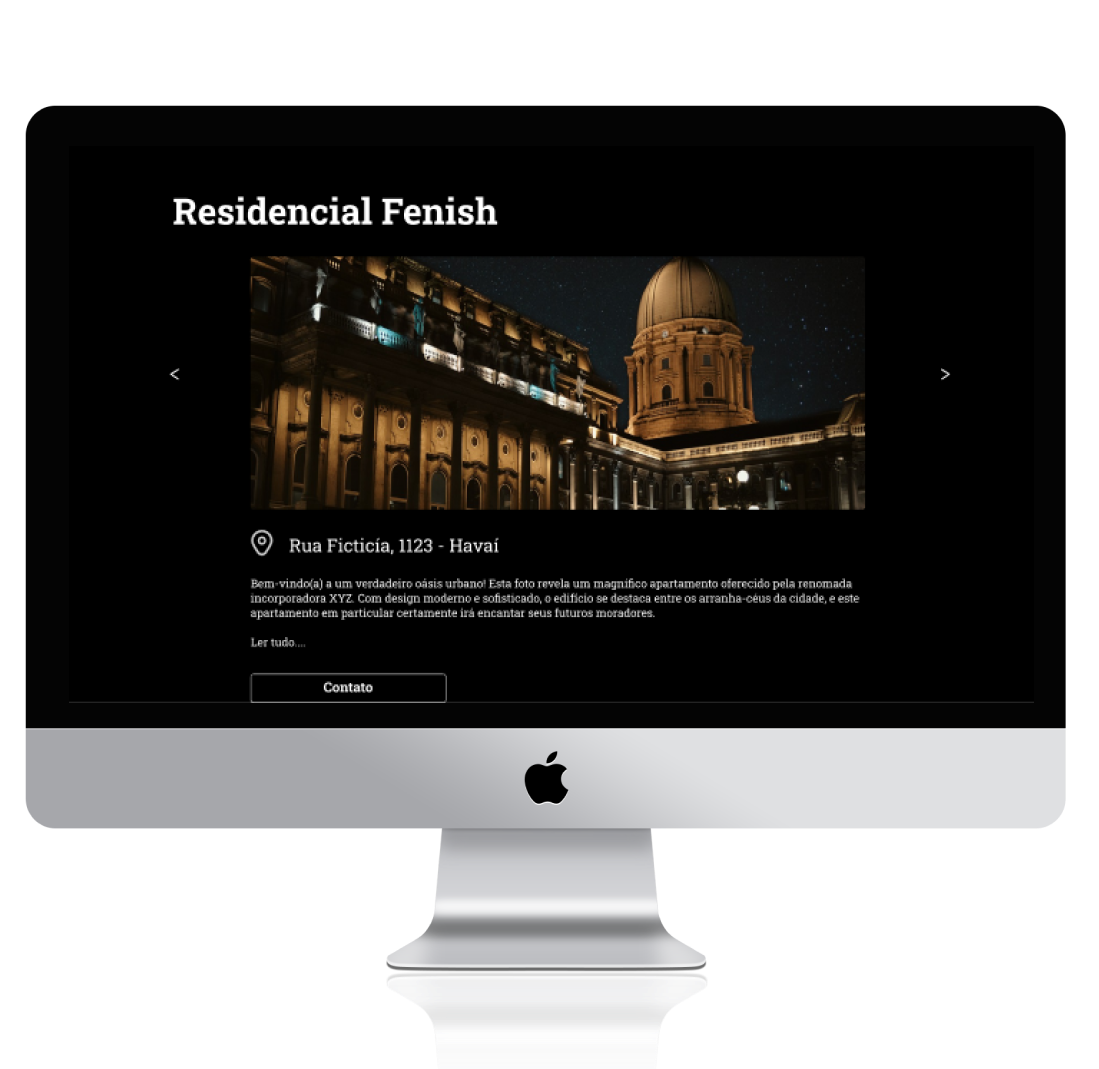 Residencial Fenish
<
>
Rua Ficticía, 1123 - Havaí
Bem-vindo(a) a um verdadeiro oásis urbano! Esta foto revela um magnifico apartamento oferecido pela renomada
incorporadora XYZ. Com design moderno e sofisticado, o edifício se destaca entre os arranha-céus da cidade, e este
apartamento em particular certamente irá encantar seus futuros moradores.
Ler tudo....
Contato